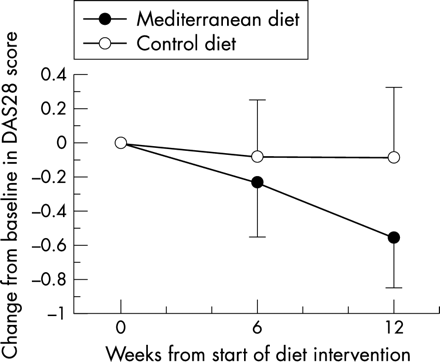 Mediterranean diet
Control diet
Change from baseline in DAS28 score
0.4
0.2
0
–0.2
–0.4
–0.6
–0.8
–1
0
6
12
Weeks from start of diet intervention